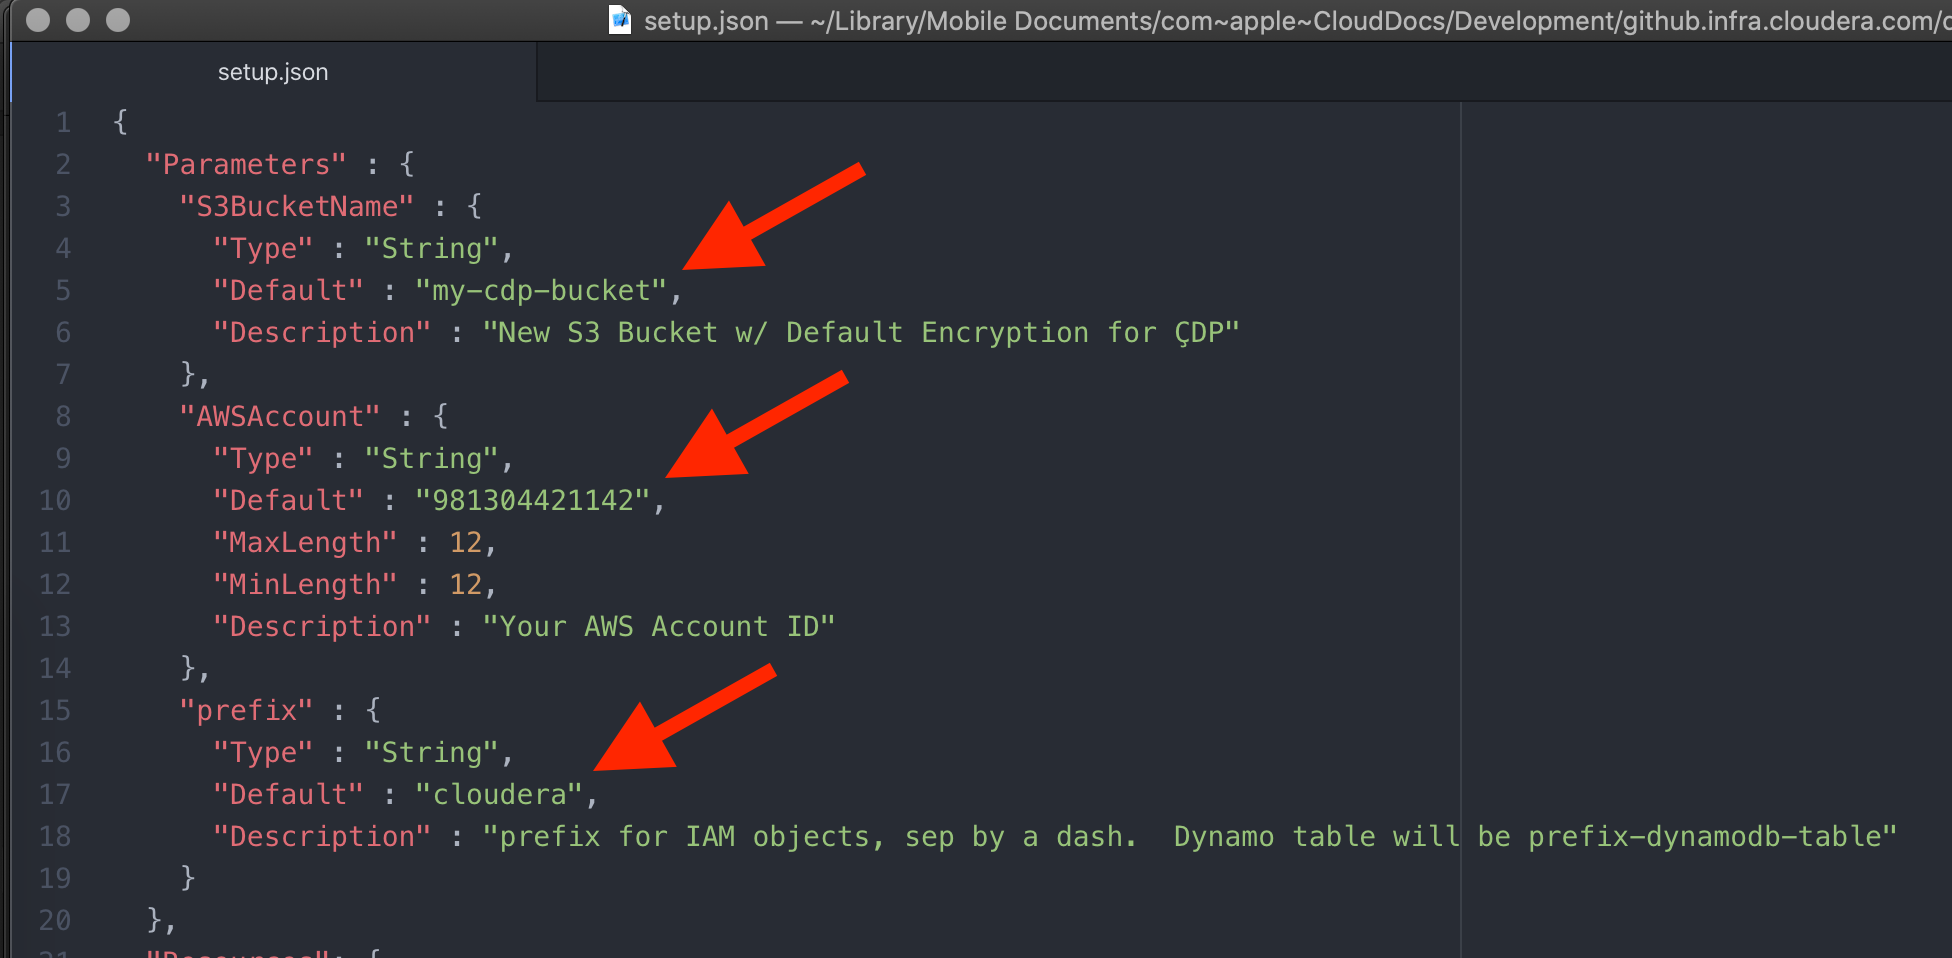 setup.json — ~/Library/Mobile Documents/com~apple~CloudDocs/Development/github.infra.cloudera.com/
setup.json
1 {
2 "Parameters" : {
3 "S3BucketName" : {
4 "Type" : "String",
5 "Default" : "my-cdp-bucket",
6 "Description" : "New S3 Bucket w/ Default Encryption for ÇDP"
7 },
8 "AWSAccount" : {
9 "Type" : "String",
10 "Default" : "981304421142",
11 "MaxLength" : 12,
12 "MinLength" : 12,
13 "Description" : "Your AWS Account ID"
14 },
15 "prefix" : {
16 "Type" : "String",
17 "Default" : "cloudera",
18 "Description" : "prefix for IAM objects, sep by a dash.  Dynamo table will be prefix-dynamodb-table"
19 }
20 },
21 "Resources": {